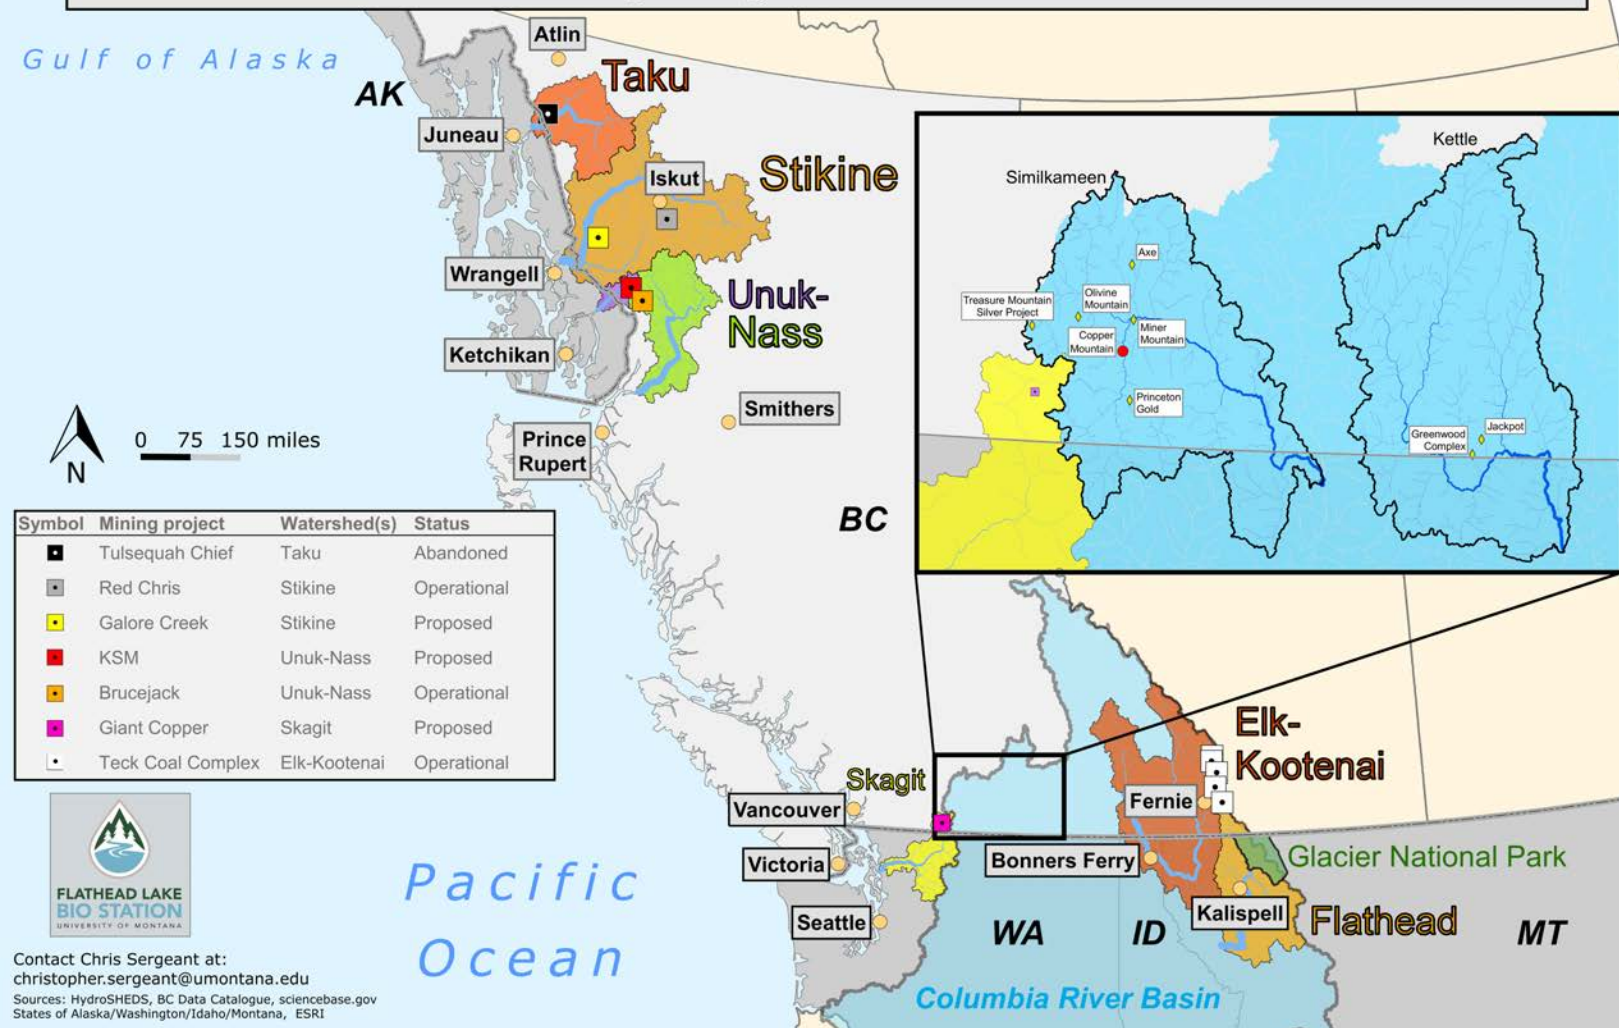 Gulf of Alaska
AK
Atlin
Taku
Juneau
Stikine
Iskut
Wrangell
Unuk-
Nass
Ketchikan
Smithers
Prince
Rupert
N
0 75 150 miles
BC
Symbol Mining project Watershed(s) Status
Tulsequah Chief Taku Abandoned
Red Chris Stikine Operational
Galore Creek Stikine Proposed
KSM Unuk-Nass Proposed
Brucejack Unuk-Nass Operational
Giant Copper Skagit Proposed
Teck Coal Complex Elk-Kootenai Operational
Similkameen
Kettle
Axe
Treasure Mountain
Silver Project
Olivine
Mountain
Copper
Mountain
Miner
Mountain
Princeton
Gold
Greenwood
Complex
Jackpot
Elk-
Kootenai
Skagit
Fernie
Vancouver
Victoria
Bonners Ferry
Glacier National Park
Seattle
Kalispell
Flathead
WA
ID
MT
Columbia River Basin
Pacific
Ocean
FLATHEAD LAKE
BIO STATION
UNIVERSITY OF MONTANA
Contact Chris Sergeant at:
christopher.sergeant@umontana.edu
Sources: HydroSHEDS, BC Data Catalogue, sciencebase.gov
States of Alaska/Washington/Idaho/Montana, ESRI